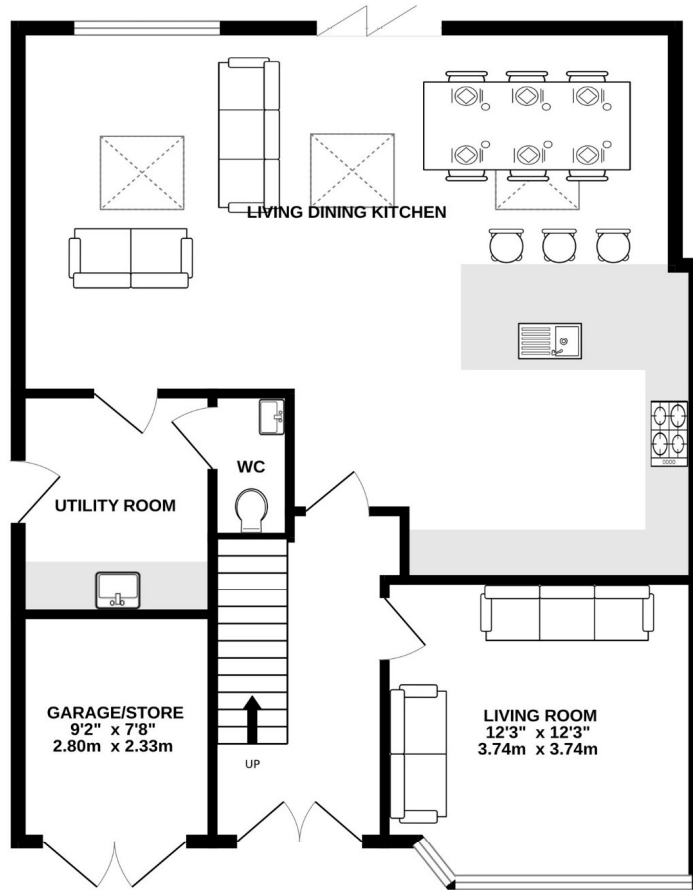 LIVING DINING KITCHEN
WC
UTILITY ROOM
GARAGE/STORE
9'2" x 7'8"
2.80m x 2.33m
LIVING ROOM
12'3" x 12'3"
3.74m x 3.74m
UP